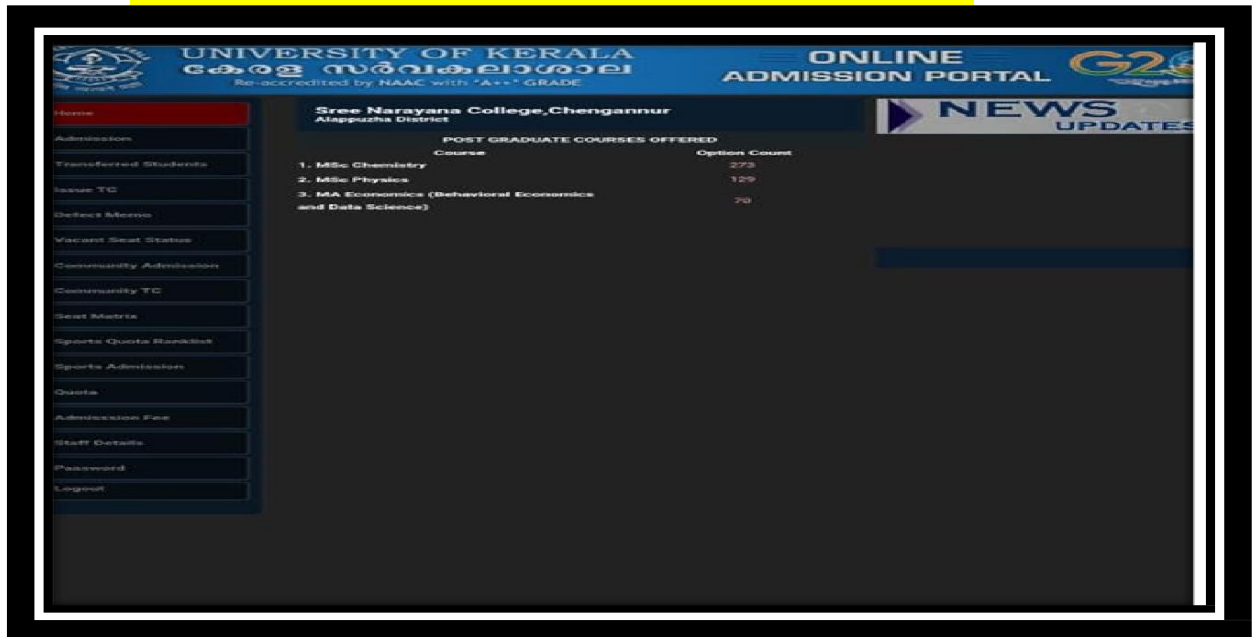 UNIVERSITY OF KERALA
കേരള സർവകലാശാല
Re-accredited by NAAC with "A++" GRADE
ONLINE
ADMISSION PORTAL
G2
Home
Admission
Transferred Students
Issue TC
Defect Memo
Vacant Seat Status
Community Admission
Community TC
Seat Matrix
Sports Quota Ranklist
Sports Admission
Quota
Admission Fee
Staff Details
Password
Logout
Sree Narayana College,Chengannur
Alappuzha District
POST GRADUATE COURSES OFFERED
Course Option Count
1. MSc Chemistry 273
2. MSc Physics 129
3. MA Economics (Behavioral Economics
and Data Science) 70
NEWS
UPDATES